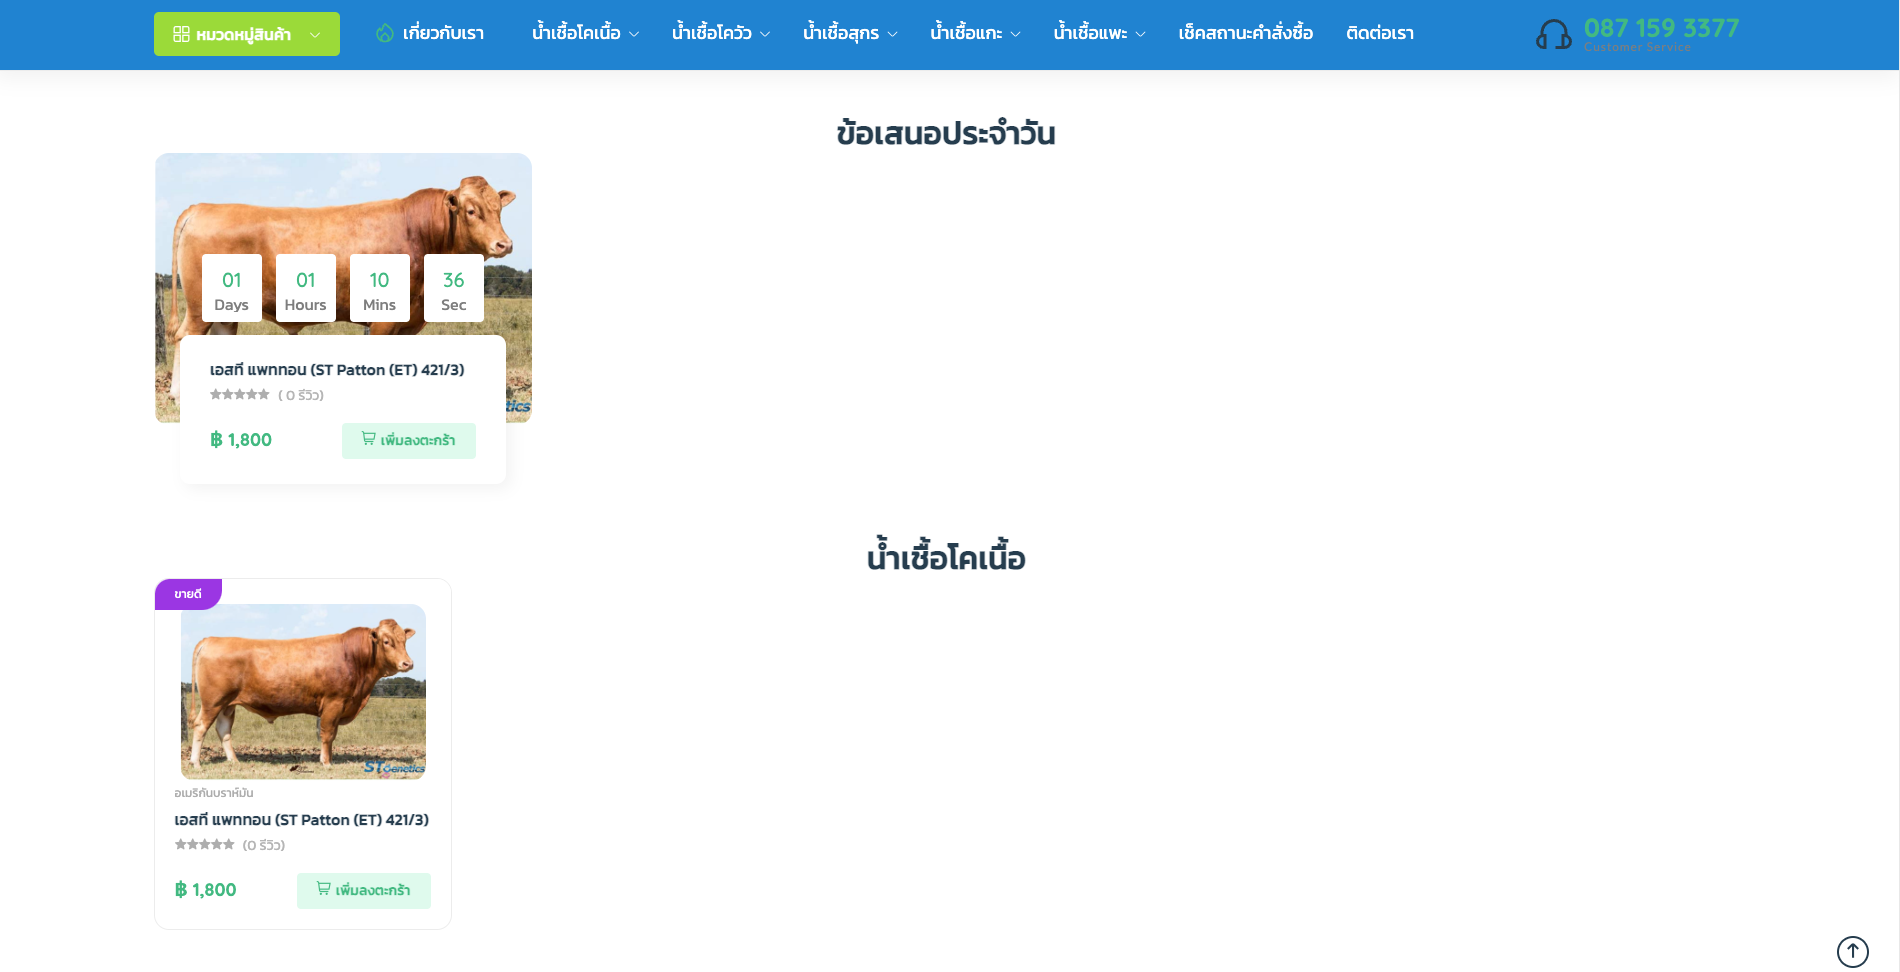 หมวดหมู่สินค้า
เกี่ยวกับเรา
น้ำเชื้อโคเนื้อ
น้ำเชื้อโควัว
น้ำเชื้อสุกร
น้ำเชื้อแกะ
น้ำเชื้อแพะ
เช็คสถานะคำสั่งซื้อ
ติดต่อเรา
087 159 3377
Customer Service
ข้อเสนอประจำวัน
01 01 10 36
Days Hours Mins Sec
เอสที แพททอน (ST Patton (ET) 421/3)
( 0 รีวิว)
฿ 1,800
เพิ่มลงตะกร้า
น้ำเชื้อโคเนื้อ
ขายดี
STGenetics
อเมริกันบราห์มัน
เอสที แพททอน (ST Patton (ET) 421/3)
(0 รีวิว)
฿ 1,800
เพิ่มลงตะกร้า